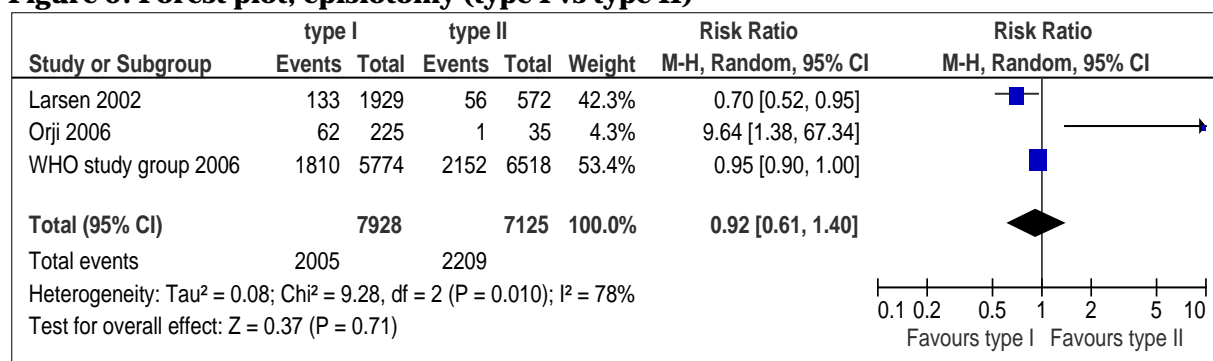 Figure 6: Forest plot, episiotomy (type I vs type II)
type I type II Risk Ratio Risk Ratio
Study or Subgroup Events Total Events Total Weight M-H, Random, 95% CI M-H, Random, 95% CI
Larsen 2002 133 1929 56 572 42.3% 0.70 [0.52, 0.95]
Orji 2006 62 225 1 35 4.3% 9.64 [1.38, 67.34]
WHO study group 2006 1810 5774 2152 6518 53.4% 0.95 [0.90, 1.00]
Total (95% CI) 7928 7125 100.0% 0.92 [0.61, 1.40]
Total events 2005 2209
Heterogeneity: Tau² = 0.08; Chi² = 9.28, df = 2 (P = 0.010); I² = 78%
Test for overall effect: Z = 0.37 (P = 0.71)
0.1 0.2 0.5 1 2 5 10
Favours type I Favours type II